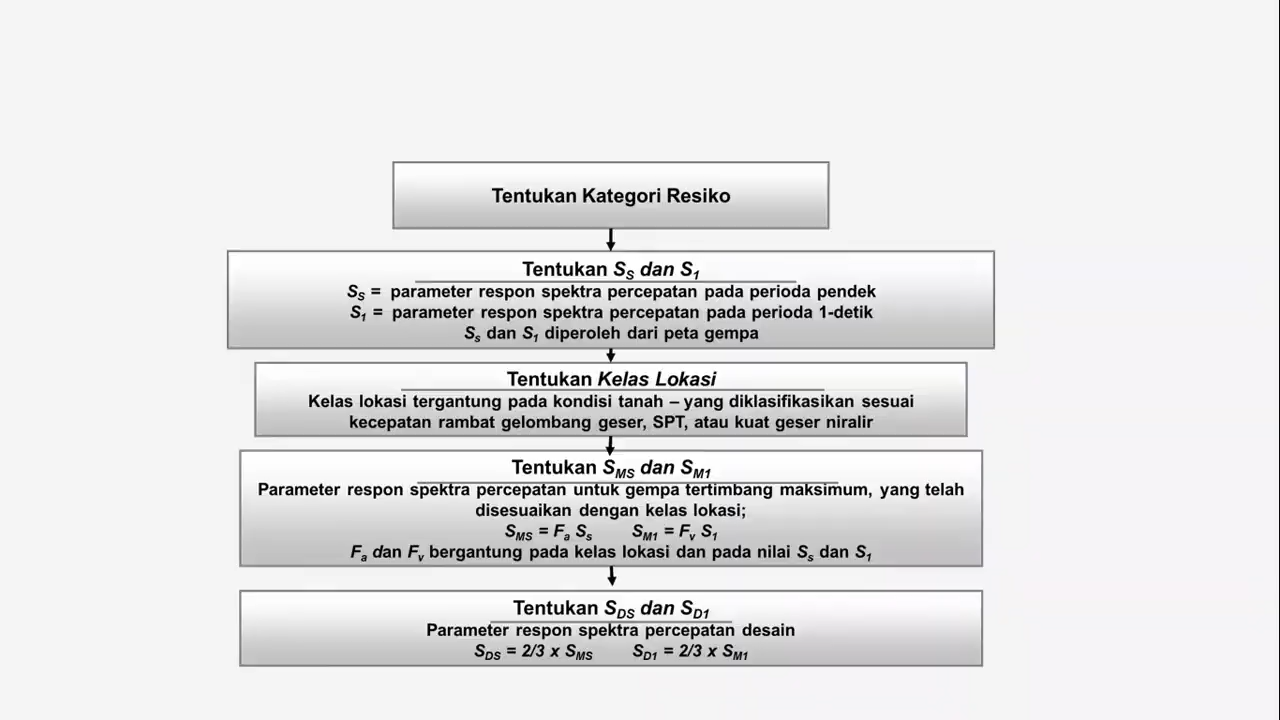 Tentukan Kategori Resiko
Tentukan SS dan S1
SS = parameter respon spektra percepatan pada perioda pendek
S1 = parameter respon spektra percepatan pada perioda 1-detik
Ss dan S1 diperoleh dari peta gempa
Tentukan Kelas Lokasi
Kelas lokasi tergantung pada kondisi tanah – yang diklasifikasikan sesuai
kecepatan rambat gelombang geser, SPT, atau kuat geser niralir
Tentukan SMS dan SM1
Parameter respon spektra percepatan untuk gempa tertimbang maksimum, yang telah
disesuaikan dengan kelas lokasi;
SMS = Fa Ss SM1 = Fv S1
Fa dan Fv bergantung pada kelas lokasi dan pada nilai Ss dan S1
Tentukan SDS dan SD1
Parameter respon spektra percepatan desain
SDS = 2/3 x SMS SD1 = 2/3 x SM1